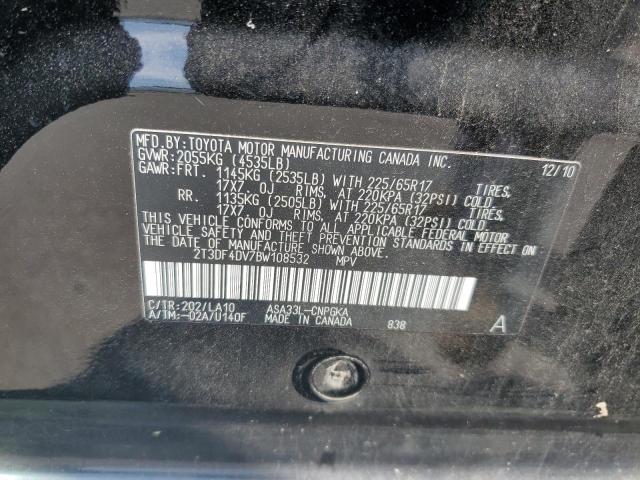 MFD.BY:TOYOTA MOTOR MANUFACTURING CANADA INC. 12/10
GVWR:2055KG (4535LB)
GAWR:FRT. 1145KG (2535LB) WITH 225/65R17 TIRES,
17X7.0J RIMS, AT 220KPA (32PSI) COLD
RR. 1135KG (2505LB) WITH 225/65R17 TIRES,
17X7.0J RIMS, AT 220KPA (32PSI) COLD.
THIS VEHICLE CONFORMS TO ALL APPLICABLE FEDERAL MOTOR
VEHICLE SAFETY AND THEFT PREVENTION STANDARDS IN EFFECT ON
THE DATE OF MANUFACTURE SHOWN ABOVE.
2T3DF4DV7BW108532 MPV
C/TR:202/LA10 ASA33L-CNPGKA
A/TM:-02A/U140F MADE IN CANADA 838 A